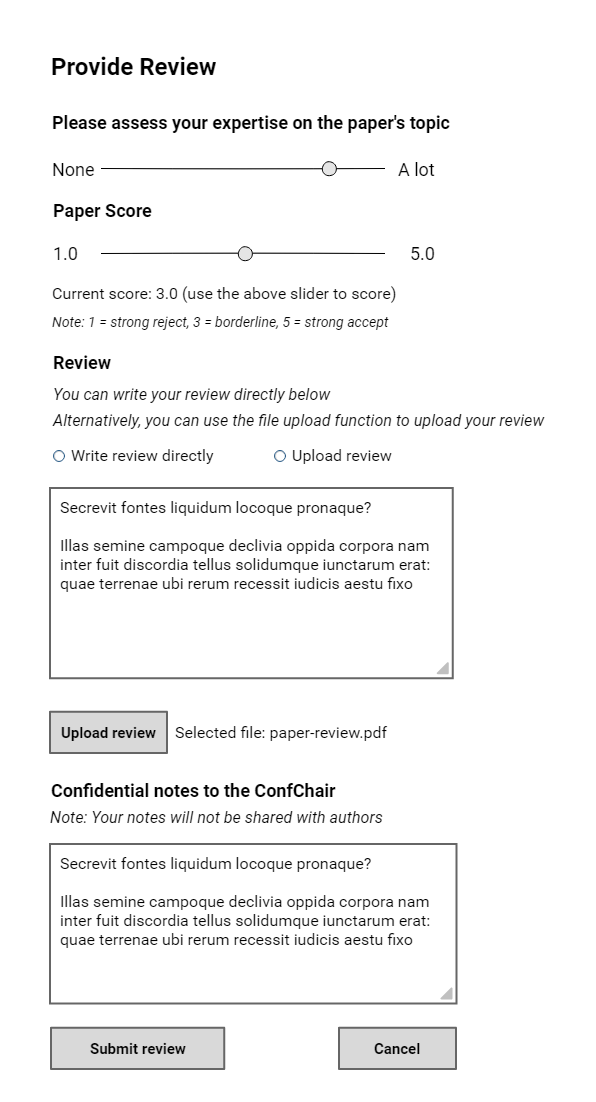 Provide Review
Please assess your expertise on the paper's topic
None A lot
Paper Score
1.0 5.0
Current score: 3.0 (use the above slider to score)
Note: 1 = strong reject, 3 = borderline, 5 = strong accept
Review
You can write your review directly below
Alternatively, you can use the file upload function to upload your review
Write review directly Upload review
Secrevit fontes liquidum locoque pronaque?
Illas semine campoque declivia oppida corpora nam
inter fuit discordia tellus solidumque iunctarum erat:
quae terrenae ubi rerum recessit iudicis aestu fixo
Upload review Selected file: paper-review.pdf
Confidential notes to the ConfChair
Note: Your notes will not be shared with authors
Secrevit fontes liquidum locoque pronaque?
Illas semine campoque declivia oppida corpora nam
inter fuit discordia tellus solidumque iunctarum erat:
quae terrenae ubi rerum recessit iudicis aestu fixo
Submit review Cancel